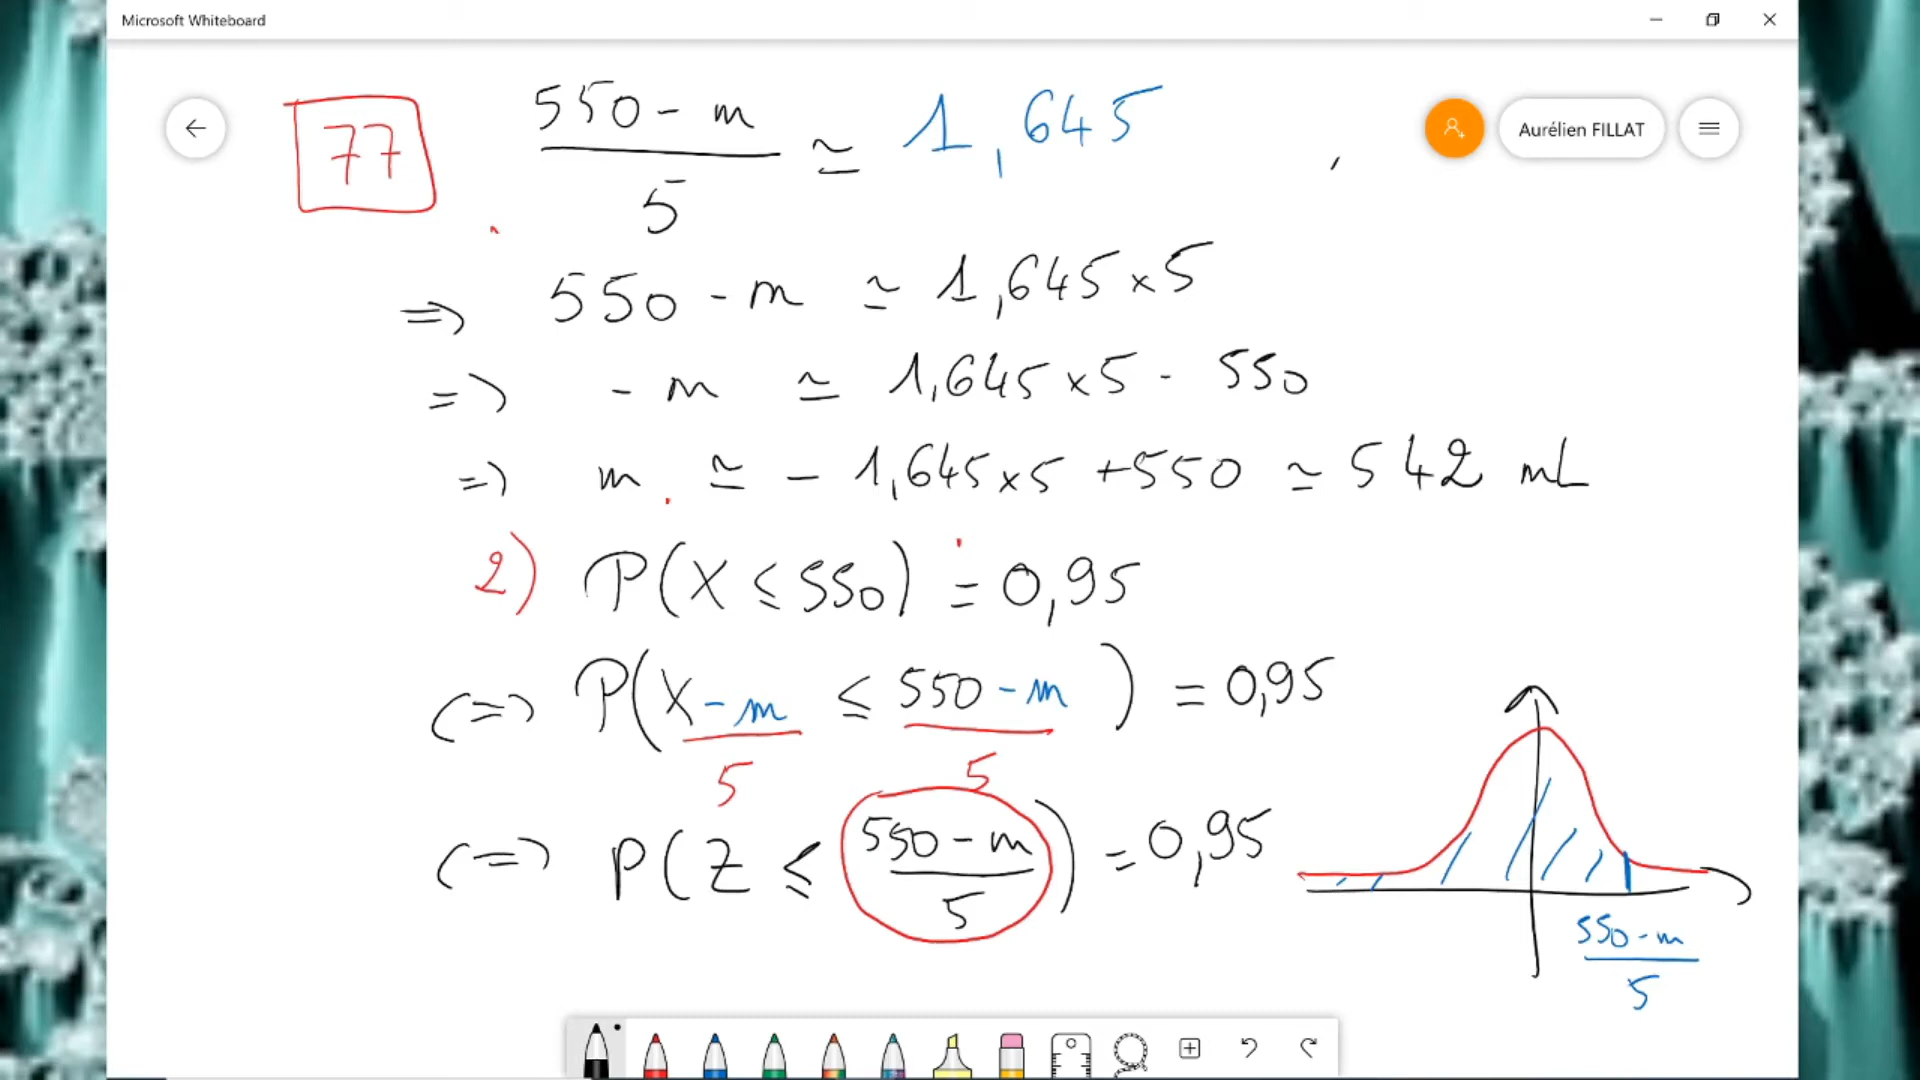 Microsoft Whiteboard
Aurélien FILLAT
77
(550 - m)/5 ≃ 1,645
=> 550 - m ≃ 1,645 x 5
=> - m ≃ 1,645 x 5 - 550
=> m ≃ - 1,645 x 5 + 550 ≃ 542 mL
2) P(X ≤ 550) = 0,95
<=> P((X - m)/5 ≤ (550 - m)/5) = 0,95
<=> P(Z ≤ (550 - m)/5) = 0,95
(550 - m)/5